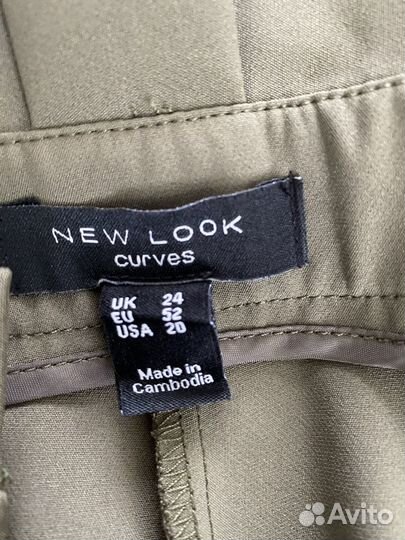 NEW LOOK
curves
UK 24
EU 52
USA 20
Made in
Cambodia
Avito